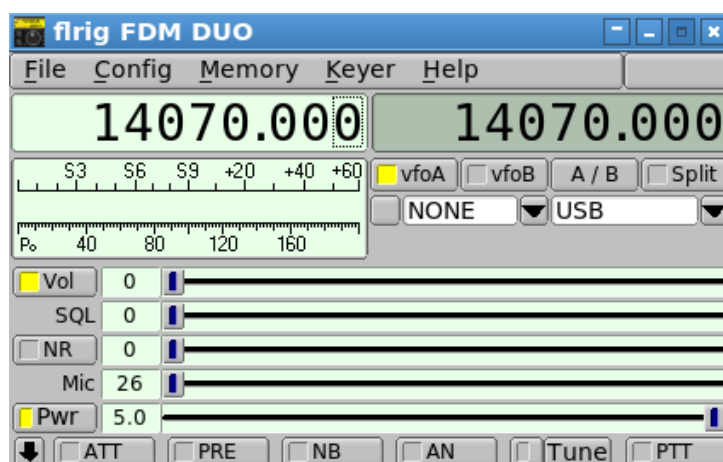 flrig FDM DUO
File Config Memory Keyer Help
14070.000 14070.000
S3 S6 S9 +20 +40 +60
vfoA vfoB A / B Split
NONE USB
Po 40 80 120 160
Vol 0
SQL 0
NR 0
Mic 26
Pwr 5.0
ATT PRE NB AN Tune PTT